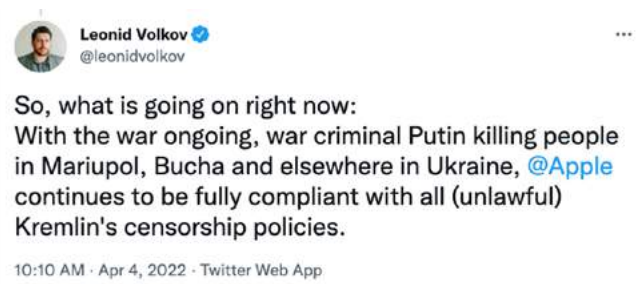 Leonid Volkov
@leonidvolkov
So, what is going on right now:
With the war ongoing, war criminal Putin killing people
in Mariupol, Bucha and elsewhere in Ukraine, @Apple
continues to be fully compliant with all (unlawful)
Kremlin's censorship policies.
10:10 AM · Apr 4, 2022 · Twitter Web App